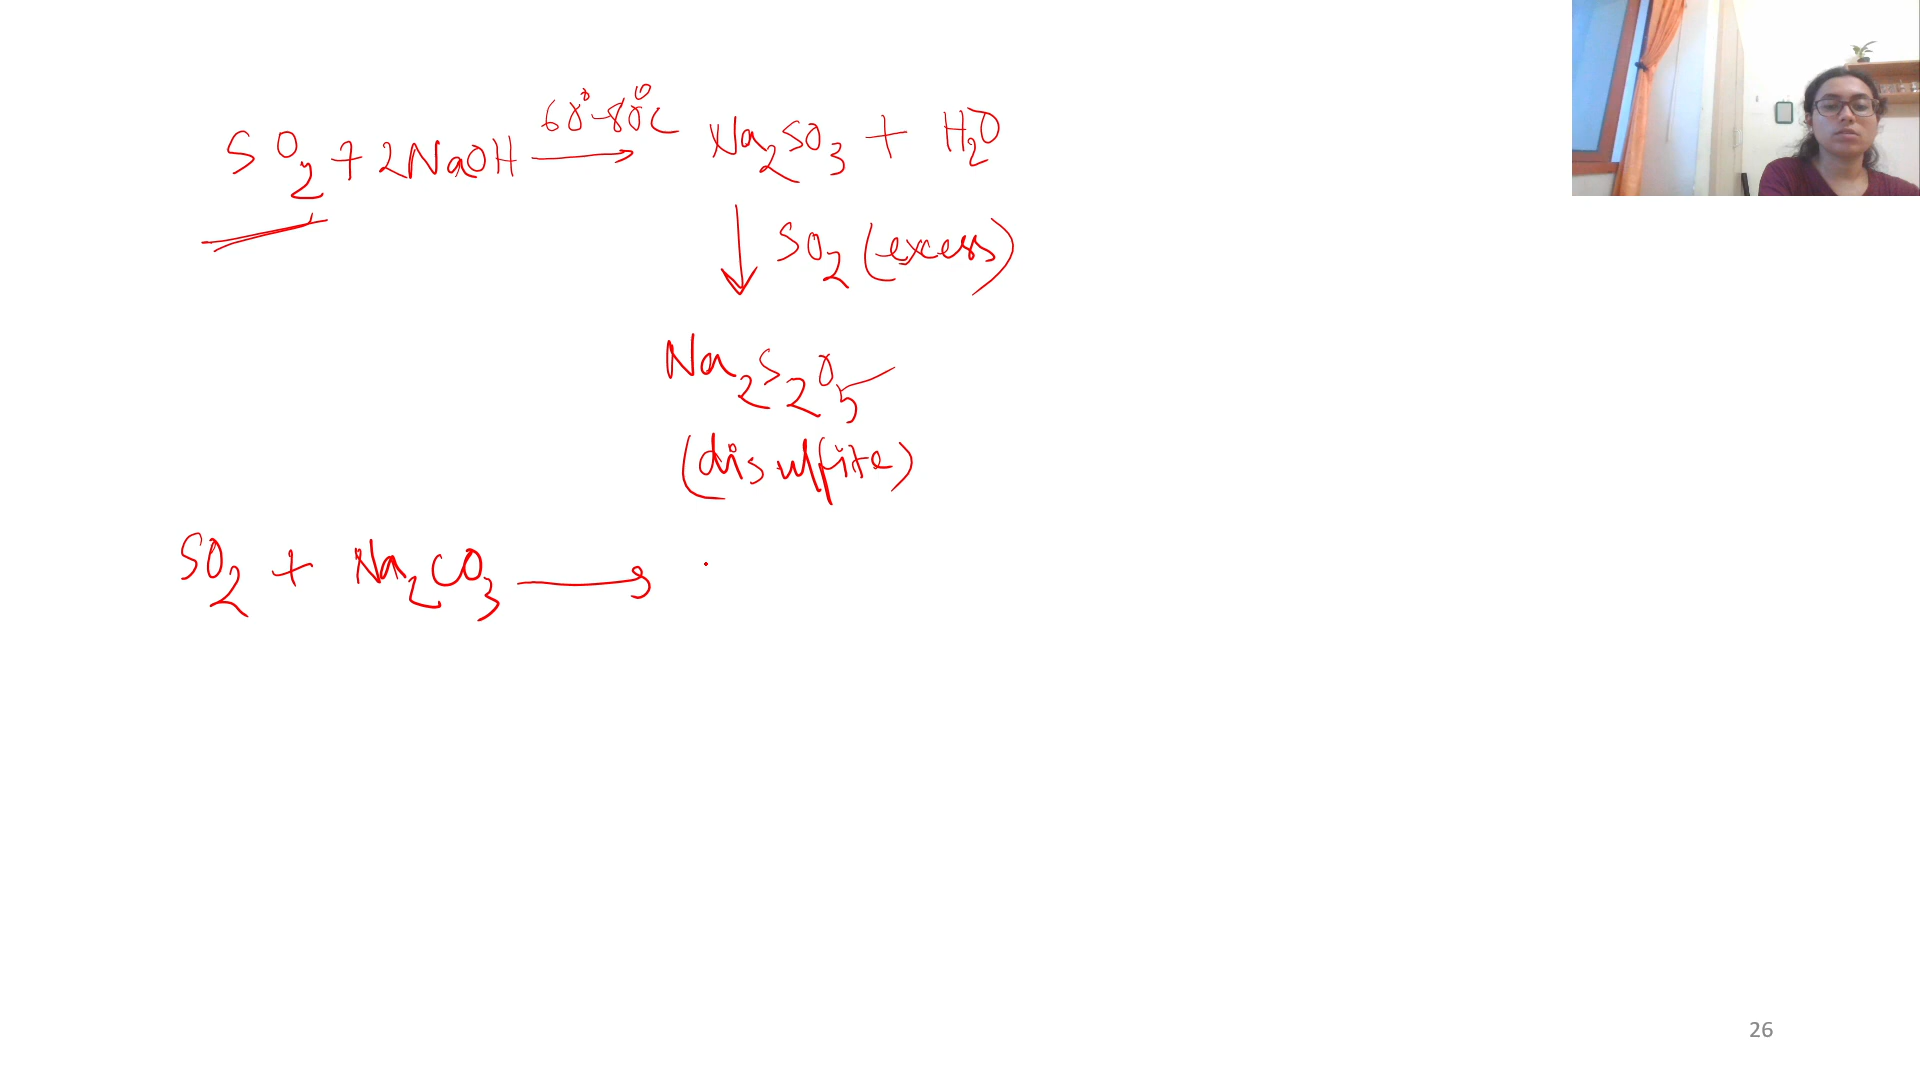 SO₂ + 2NaOH ⟶ Na₂SO₃ + H₂O
60°-80°C
↓ SO₂ (excess)
Na₂S₂O₅
(disulfite)
SO₂ + Na₂CO₃ ⟶
26